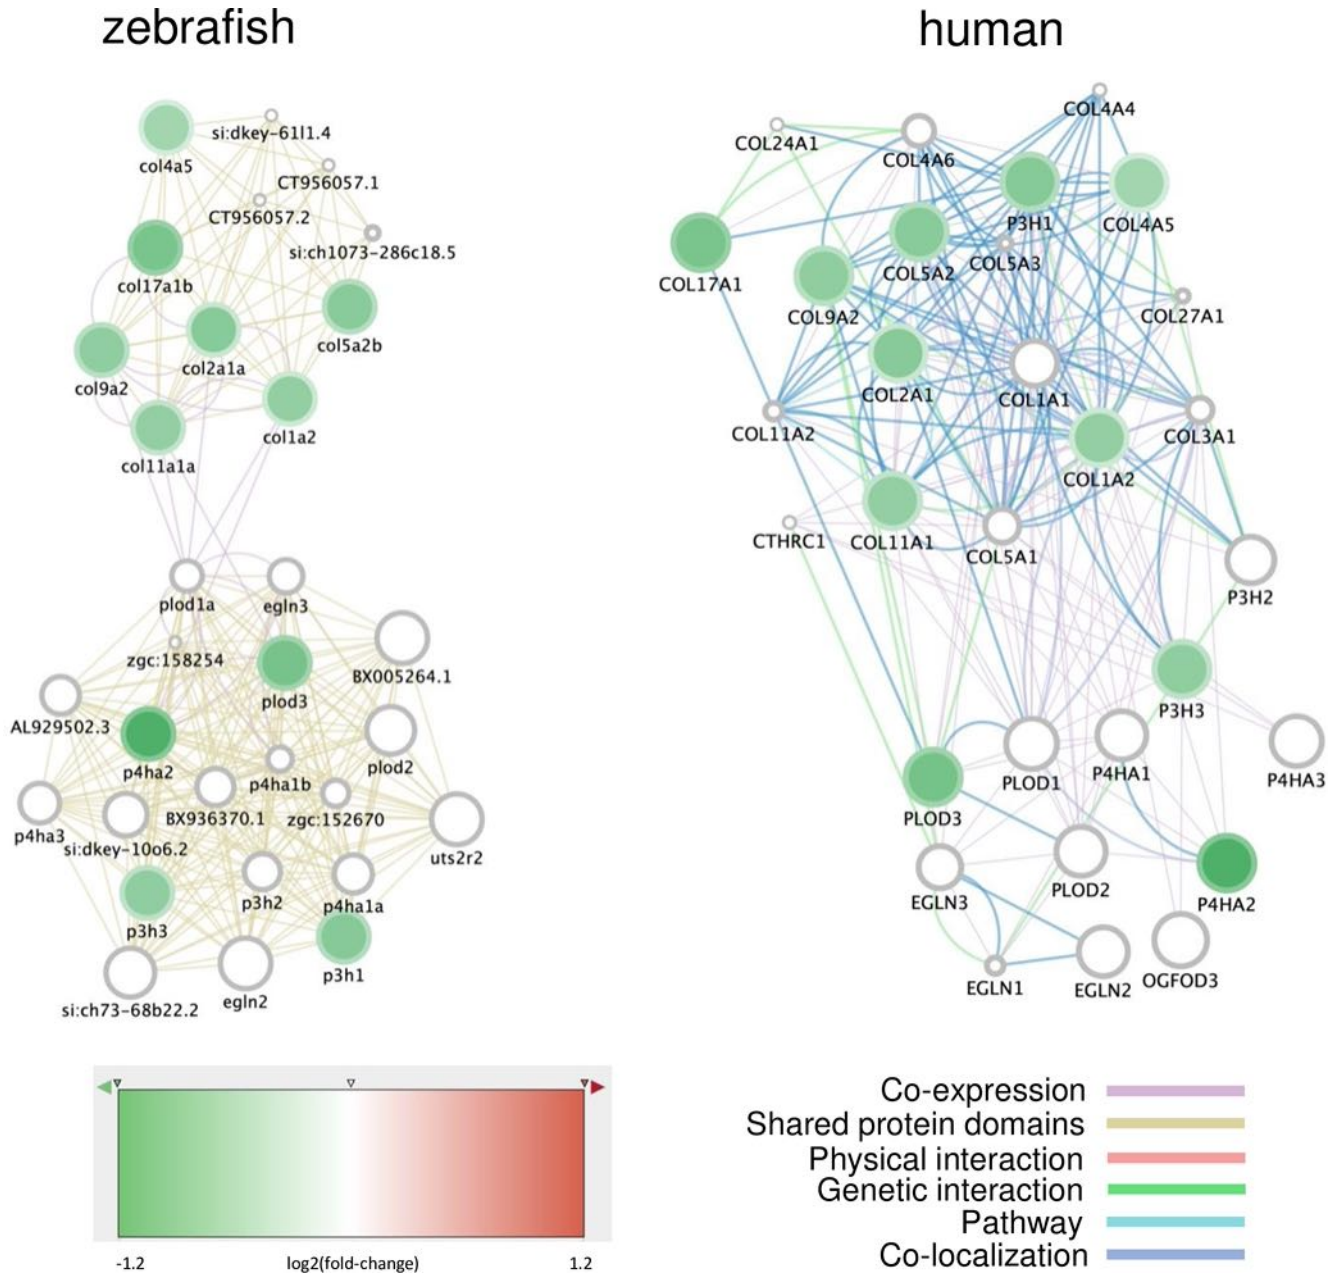 zebrafish
human
col4a5
si:dkey-61l1.4
CT956057.1
CT956057.2
si:ch1073-286c18.5
col17a1b
col5a2b
col2a1a
col9a2
col1a2
col11a1a
plod1a
egln3
zgc:158254
BX005264.1
plod3
AL929502.3
p4ha2
plod2
p4ha1b
BX936370.1
zgc:152670
p4ha3
si:dkey-10o6.2
uts2r2
p3h2
p4ha1a
p3h3
p3h1
egln2
si:ch73-68b22.2
COL4A4
COL24A1
COL4A6
P3H1
COL4A5
COL5A3
COL5A2
COL17A1
COL9A2
COL27A1
COL2A1
COL1A1
COL11A2
COL3A1
COL1A2
CTHRC1
COL11A1
COL5A1
P3H2
P3H3
PLOD1
P4HA1
P4HA3
PLOD3
PLOD2
EGLN3
P4HA2
EGLN1
EGLN2
OGFOD3
-1.2
log2(fold-change)
1.2
Co-expression
Shared protein domains
Physical interaction
Genetic interaction
Pathway
Co-localization